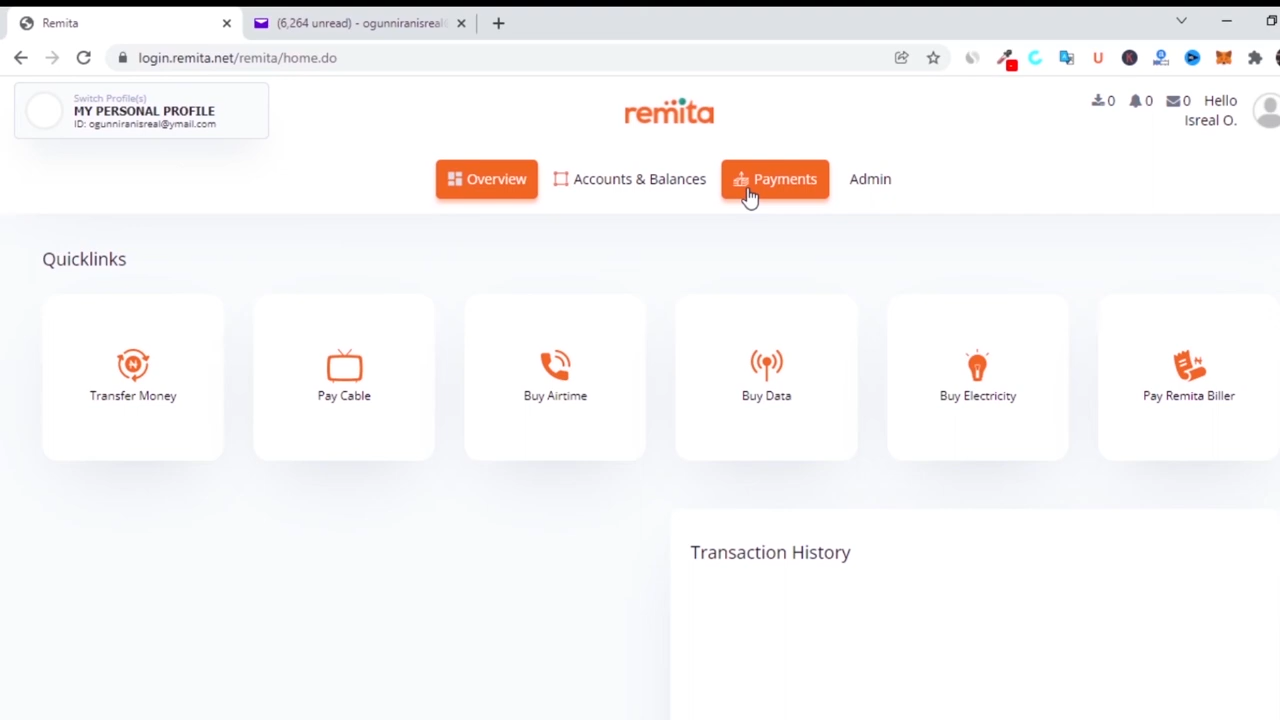 Remita
(6,264 unread) - ogunniranisreal
login.remita.net/remita/home.do
Switch Profile(s)
MY PERSONAL PROFILE
ID: ogunniranisreal@ymail.com
remita
0 0 0 Hello
Isreal O.
Overview
Accounts & Balances
Payments
Admin
Quicklinks
Transfer Money
Pay Cable
Buy Airtime
Buy Data
Buy Electricity
Pay Remita Biller
Transaction History